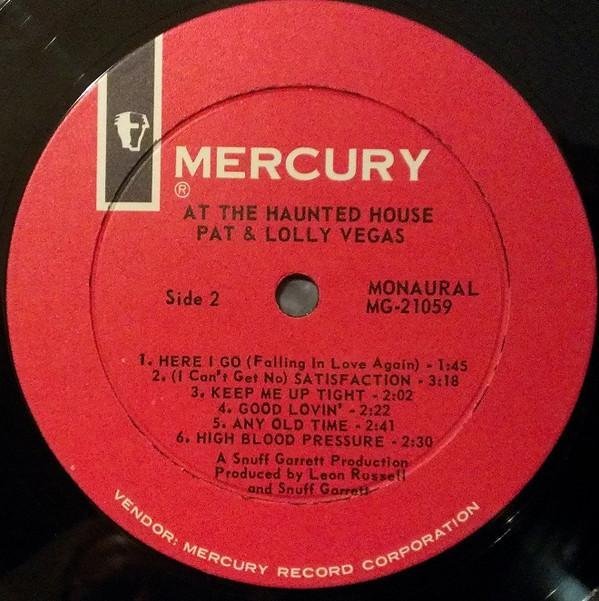 MERCURY
®
AT THE HAUNTED HOUSE
PAT & LOLLY VEGAS
Side 2
MONAURAL
MG-21059
1. HERE I GO (Falling In Love Again) - 1:45
2. (I Can't Get No) SATISFACTION - 3:18
3. KEEP ME UP TIGHT - 2:02
4. GOOD LOVIN' - 2:22
5. ANY OLD TIME - 2:41
6. HIGH BLOOD PRESSURE - 2:30
A Snuff Garrett Production
Produced by Leon Russell
and Snuff Garrett
VENDOR: MERCURY RECORD CORPORATION